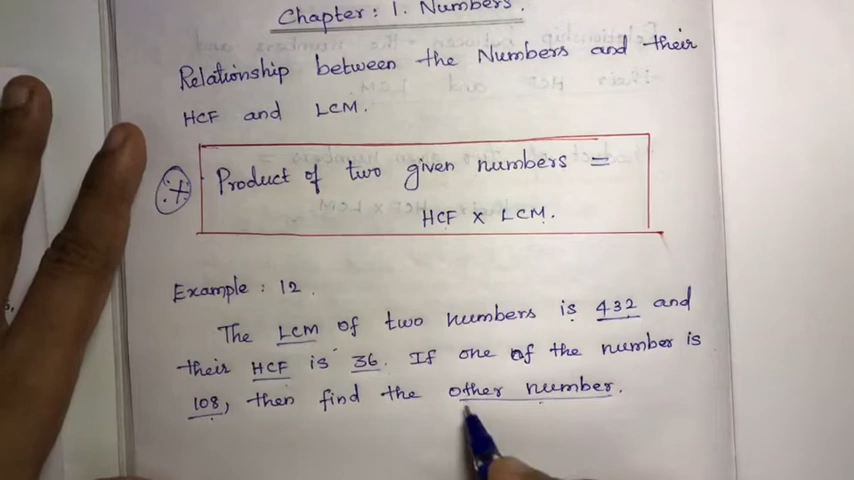 Chapter: 1. Numbers.
Relationship between the Numbers and their
HCF and LCM.
Product of two given numbers =
HCF x LCM.
Example : 12.
The LCM of two numbers is 432 and
their HCF is 36. If one of the number is
108, then find the other number.